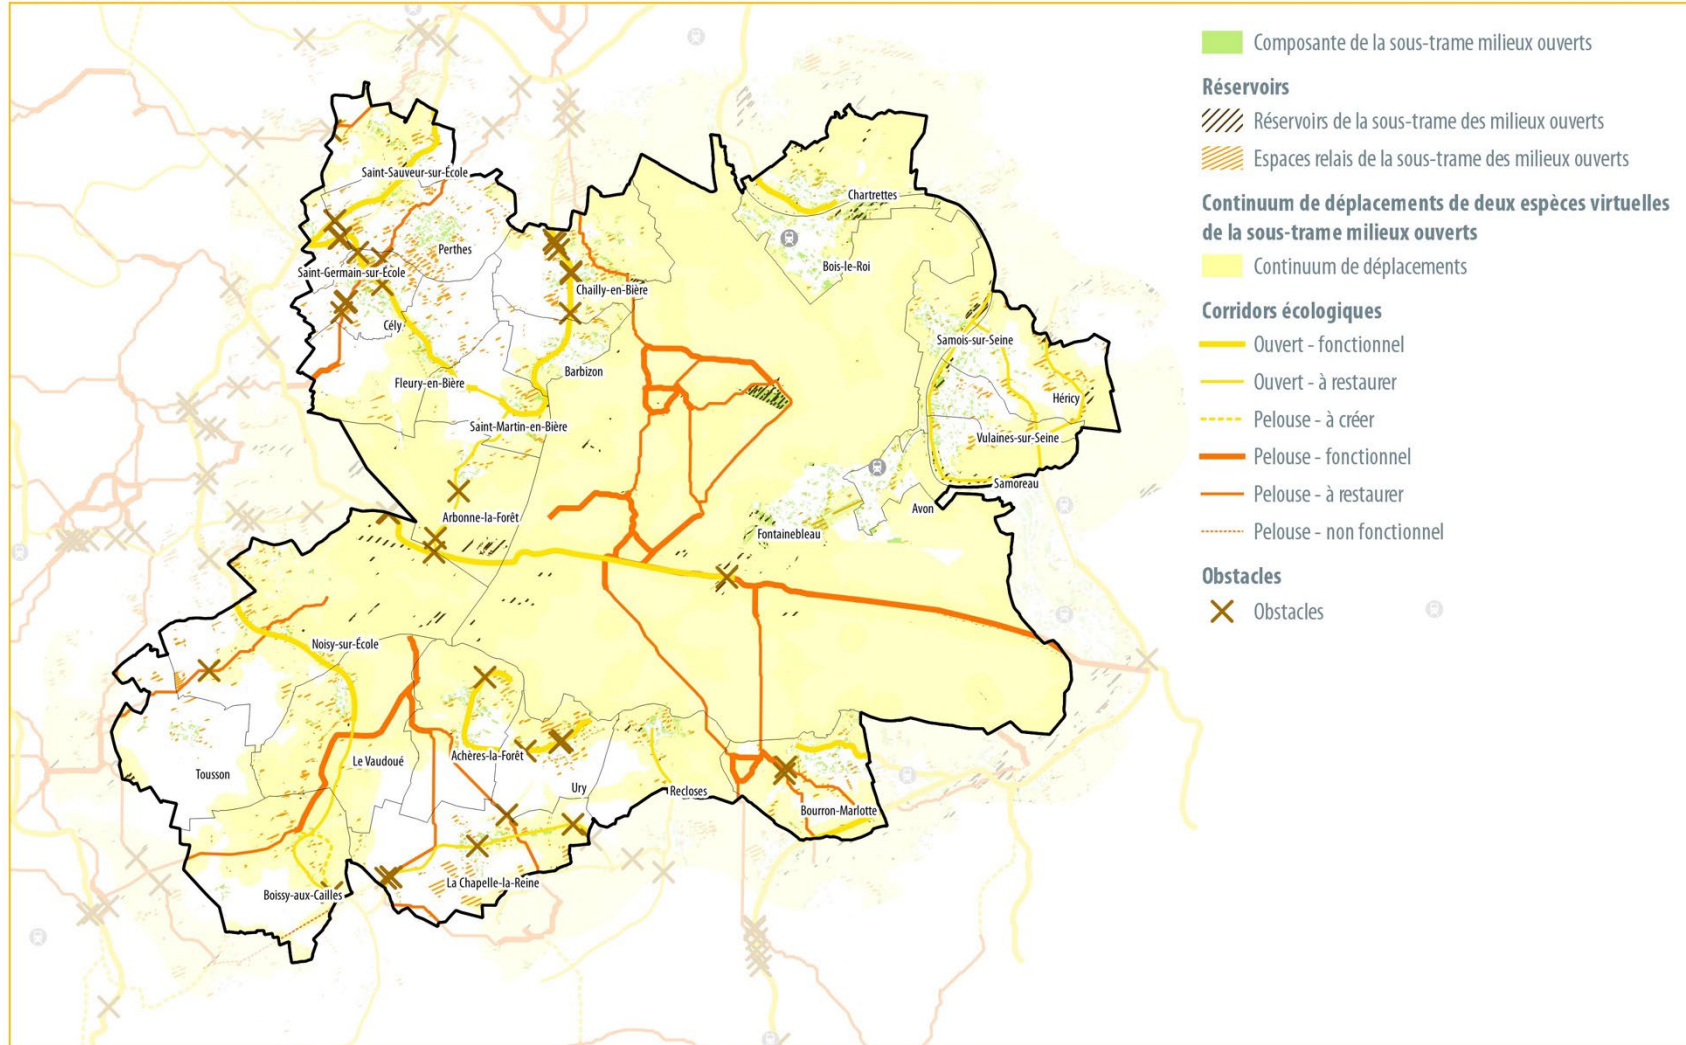 Composante de la sous-trame milieux ouverts
Réservoirs
Réservoirs de la sous-trame des milieux ouverts
Espaces relais de la sous-trame des milieux ouverts
Continuum de déplacements de deux espèces virtuelles
de la sous-trame milieux ouverts
Continuum de déplacements
Corridors écologiques
Ouvert - fonctionnel
Ouvert - à restaurer
Pelouse - à créer
Pelouse - fonctionnel
Pelouse - à restaurer
Pelouse - non fonctionnel
Obstacles
Obstacles
Saint-Sauveur-sur-École
Chartrettes
Perthes
Bois-le-Roi
Saint-Germain-sur-École
Chailly-en-Bière
Cély
Samois-sur-Seine
Barbizon
Fleury-en-Bière
Héricy
Saint-Martin-en-Bière
Vulaines-sur-Seine
Samoreau
Avon
Arbonne-la-Forêt
Fontainebleau
Noisy-sur-École
Achères-la-Forêt
Le Vaudoué
Tousson
Ury
Recloses
Bourron-Marlotte
La Chapelle-la-Reine
Boissy-aux-Cailles